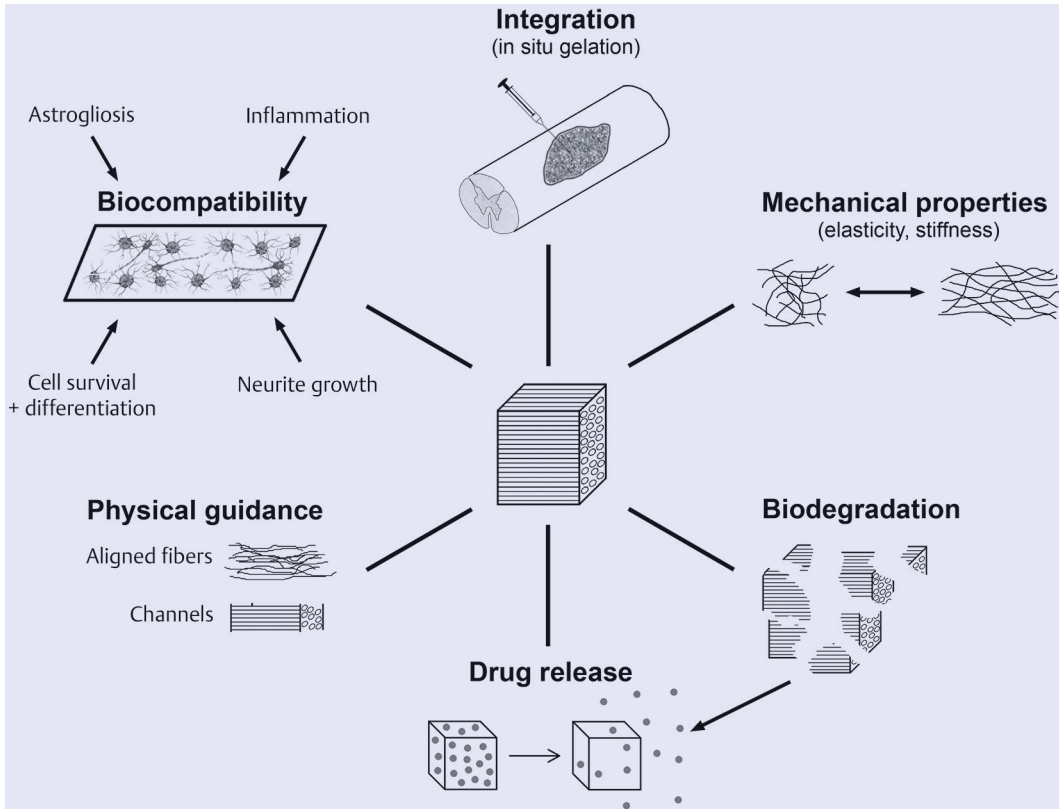 Integration
(in situ gelation)
Astrogliosis
Inflammation
Biocompatibility
Cell survival
+ differentiation
Neurite growth
Mechanical properties
(elasticity, stiffness)
Physical guidance
Aligned fibers
Channels
Biodegradation
Drug release